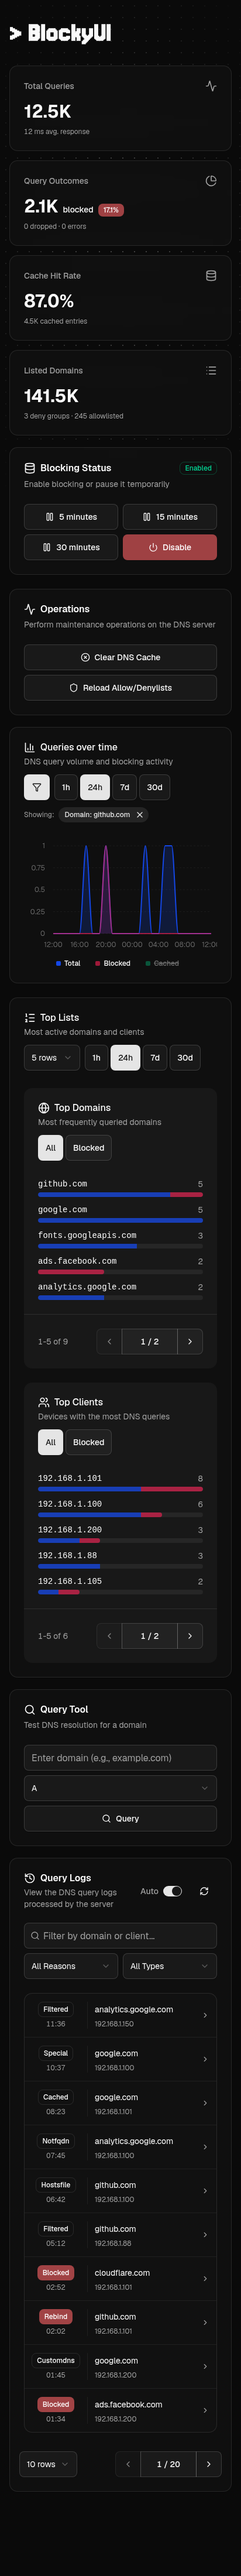 > BlockyUI
Total Queries
12.5K
12 ms avg. response
Query Outcomes
2.1K blocked 17.1%
0 dropped · 0 errors
Cache Hit Rate
87.0%
4.5K cached entries
Listed Domains
141.5K
3 deny groups · 245 allowlisted
Blocking Status Enabled
Enable blocking or pause it temporarily
5 minutes 15 minutes
30 minutes Disable
Operations
Perform maintenance operations on the DNS server
Clear DNS Cache
Reload Allow/Denylists
Queries over time
DNS query volume and blocking activity
1h 24h 7d 30d
Showing: Domain: github.com
1
0.75
0.5
0.25
0
12:00 16:00 20:00 00:00 04:00 08:00 12:0
Total Blocked Cached
Top Lists
Most active domains and clients
5 rows 1h 24h 7d 30d
Top Domains
Most frequently queried domains
All Blocked
github.com 5
google.com 5
fonts.googleapis.com 3
ads.facebook.com 2
analytics.google.com 2
1-5 of 9 1 / 2
Top Clients
Devices with the most DNS queries
All Blocked
192.168.1.101 8
192.168.1.100 6
192.168.1.200 3
192.168.1.88 3
192.168.1.105 2
1-5 of 6 1 / 2
Query Tool
Test DNS resolution for a domain
Enter domain (e.g., example.com)
A
Query
Query Logs
View the DNS query logs Auto
processed by the server
Filter by domain or client...
All Reasons All Types
Filtered analytics.google.com
11:36 192.168.1.150
Special google.com
10:37 192.168.1.100
Cached google.com
08:23 192.168.1.101
Notfqdn analytics.google.com
07:45 192.168.1.100
Hostsfile github.com
06:42 192.168.1.100
Filtered github.com
05:12 192.168.1.88
Blocked cloudflare.com
02:52 192.168.1.101
Rebind github.com
02:02 192.168.1.101
Customdns google.com
01:45 192.168.1.200
Blocked ads.facebook.com
01:34 192.168.1.200
10 rows 1 / 20